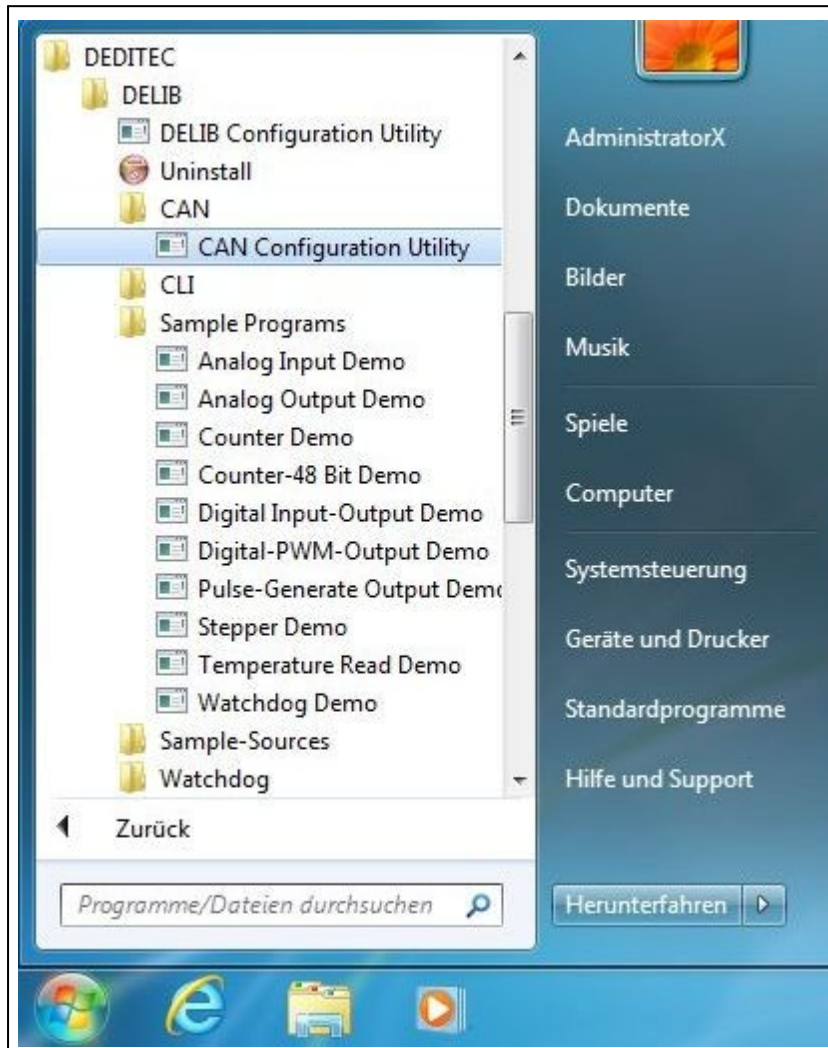 DEDITEC
DELIB
DELIB Configuration Utility
Uninstall
CAN
CAN Configuration Utility
CLI
Sample Programs
Analog Input Demo
Analog Output Demo
Counter Demo
Counter-48 Bit Demo
Digital Input-Output Demo
Digital-PWM-Output Demo
Pulse-Generate Output Demo
Stepper Demo
Temperature Read Demo
Watchdog Demo
Sample-Sources
Watchdog
Zurück
Programme/Dateien durchsuchen
AdministratorX
Dokumente
Bilder
Musik
Spiele
Computer
Systemsteuerung
Geräte und Drucker
Standardprogramme
Hilfe und Support
Herunterfahren